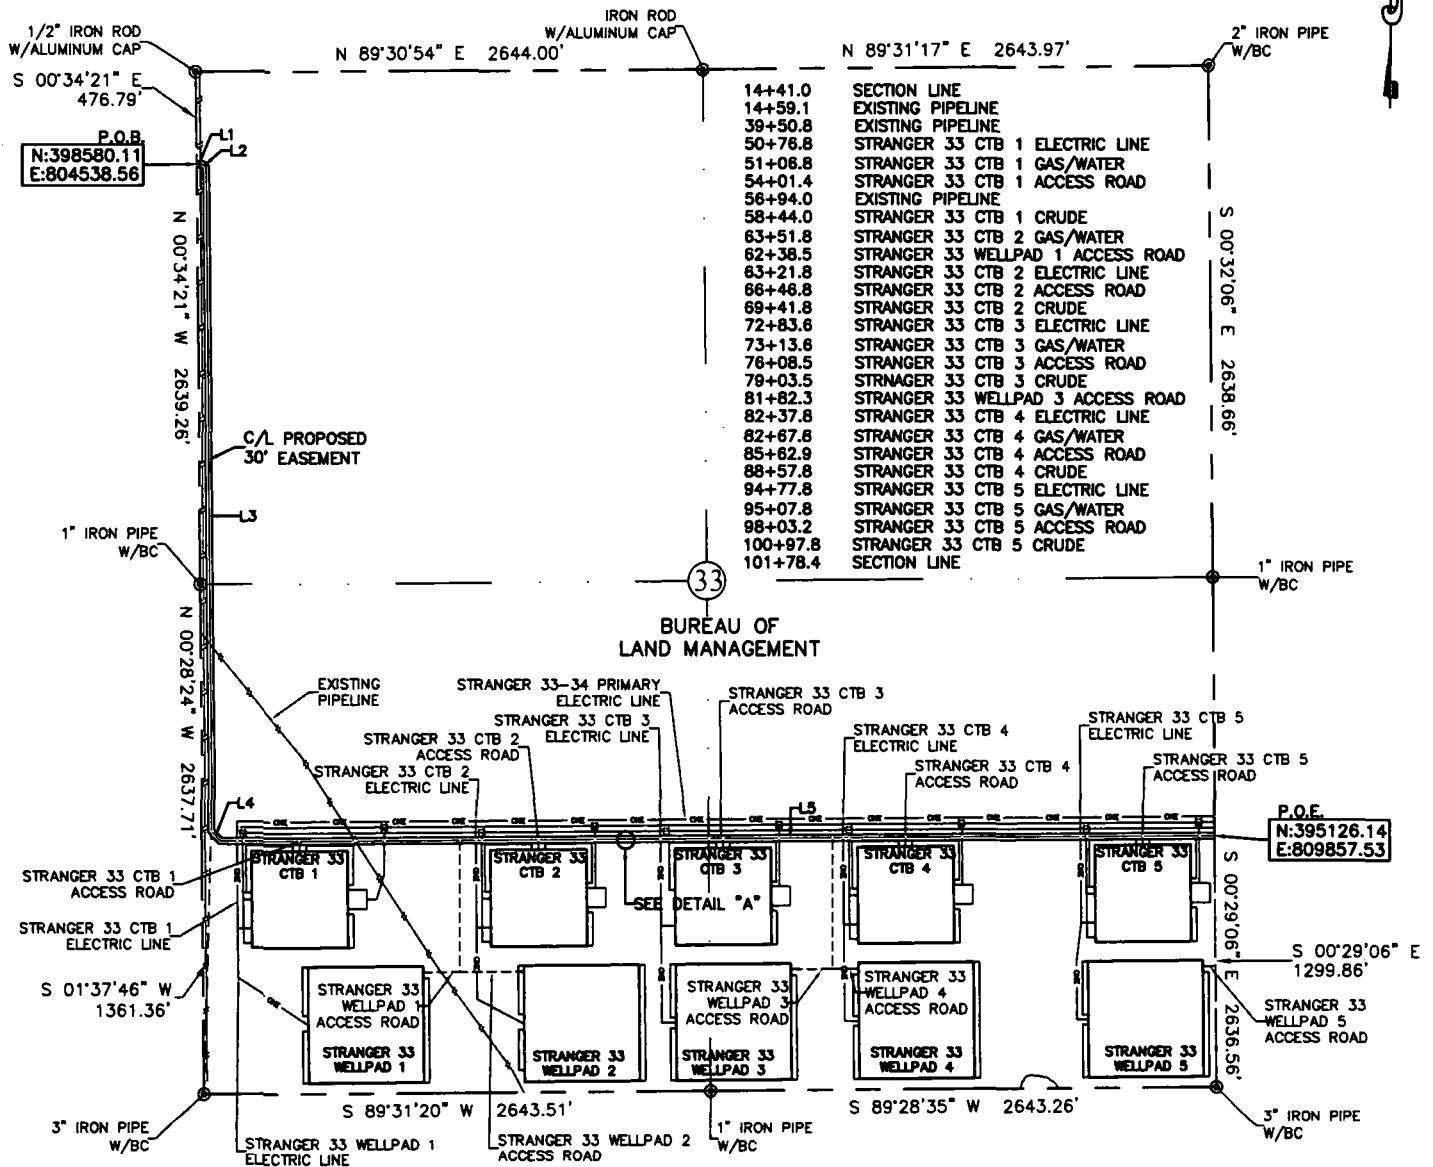 1/2" IRON ROD
W/ALUMINUM CAP
IRON ROD
W/ALUMINUM CAP
N 89°30'54" E 2644.00'
N 89°31'17" E 2643.97'
2" IRON PIPE
W/BC
S 00°34'21" E
476.79'
P.O.B.
N:398580.11
E:804538.56
L1
L2
14+41.0 SECTION LINE
14+59.1 EXISTING PIPELINE
39+50.8 EXISTING PIPELINE
50+76.8 STRANGER 33 CTB 1 ELECTRIC LINE
51+06.8 STRANGER 33 CTB 1 GAS/WATER
54+01.4 STRANGER 33 CTB 1 ACCESS ROAD
56+94.0 EXISTING PIPELINE
58+44.0 STRANGER 33 CTB 1 CRUDE
63+51.8 STRANGER 33 CTB 2 GAS/WATER
62+38.5 STRANGER 33 WELLPAD 1 ACCESS ROAD
63+21.8 STRANGER 33 CTB 2 ELECTRIC LINE
66+46.8 STRANGER 33 CTB 2 ACCESS ROAD
69+41.8 STRANGER 33 CTB 2 CRUDE
72+83.6 STRANGER 33 CTB 3 ELECTRIC LINE
73+13.6 STRANGER 33 CTB 3 GAS/WATER
76+08.5 STRANGER 33 CTB 3 ACCESS ROAD
79+03.5 STRNAGER 33 CTB 3 CRUDE
81+82.3 STRANGER 33 WELLPAD 3 ACCESS ROAD
82+37.8 STRANGER 33 CTB 4 ELECTRIC LINE
82+67.8 STRANGER 33 CTB 4 GAS/WATER
85+62.9 STRANGER 33 CTB 4 ACCESS ROAD
88+57.8 STRANGER 33 CTB 4 CRUDE
94+77.8 STRANGER 33 CTB 5 ELECTRIC LINE
95+07.8 STRANGER 33 CTB 5 GAS/WATER
98+03.2 STRANGER 33 CTB 5 ACCESS ROAD
100+97.8 STRANGER 33 CTB 5 CRUDE
101+78.4 SECTION LINE
N 00°34'21" W 2639.26'
S 00°32'06" E 2638.66'
C/L PROPOSED
30' EASEMENT
L3
1" IRON PIPE
W/BC
33
1" IRON PIPE
W/BC
BUREAU OF
LAND MANAGEMENT
N 00°28'24" W 2637.71'
EXISTING
PIPELINE
STRANGER 33-34 PRIMARY
ELECTRIC LINE
STRANGER 33 CTB 3
ACCESS ROAD
STRANGER 33 CTB 3
ELECTRIC LINE
STRANGER 33 CTB 2
ACCESS ROAD
STRANGER 33 CTB 4
ELECTRIC LINE
STRANGER 33 CTB 5
ELECTRIC LINE
STRANGER 33 CTB 2
ELECTRIC LINE
STRANGER 33 CTB 4
ACCESS ROAD
STRANGER 33 CTB 5
ACCESS ROAD
L4
L5
P.O.E.
N:395126.14
E:809857.53
STRANGER 33
CTB 1
STRANGER 33
CTB 2
STRANGER 33
CTB 3
STRANGER 33
CTB 4
STRANGER 33
CTB 5
STRANGER 33 CTB 1
ACCESS ROAD
SEE DETAIL "A"
STRANGER 33 CTB 1
ELECTRIC LINE
S 00°29'06" E 2636.56'
S 00°29'06" E
1299.86'
S 01°37'46" W
1361.36'
STRANGER 33
WELLPAD 1
ACCESS ROAD
STRANGER 33
WELLPAD 3
ACCESS ROAD
STRANGER 33
WELLPAD 4
ACCESS ROAD
STRANGER 33
WELLPAD 5
ACCESS ROAD
STRANGER 33
WELLPAD 1
STRANGER 33
WELLPAD 2
STRANGER 33
WELLPAD 3
STRANGER 33
WELLPAD 4
STRANGER 33
WELLPAD 5
S 89°31'20" W 2643.51'
S 89°28'35" W 2643.26'
3" IRON PIPE
W/BC
STRANGER 33 WELLPAD 1
ELECTRIC LINE
STRANGER 33 WELLPAD 2
ACCESS ROAD
1" IRON PIPE
W/BC
3" IRON PIPE
W/BC